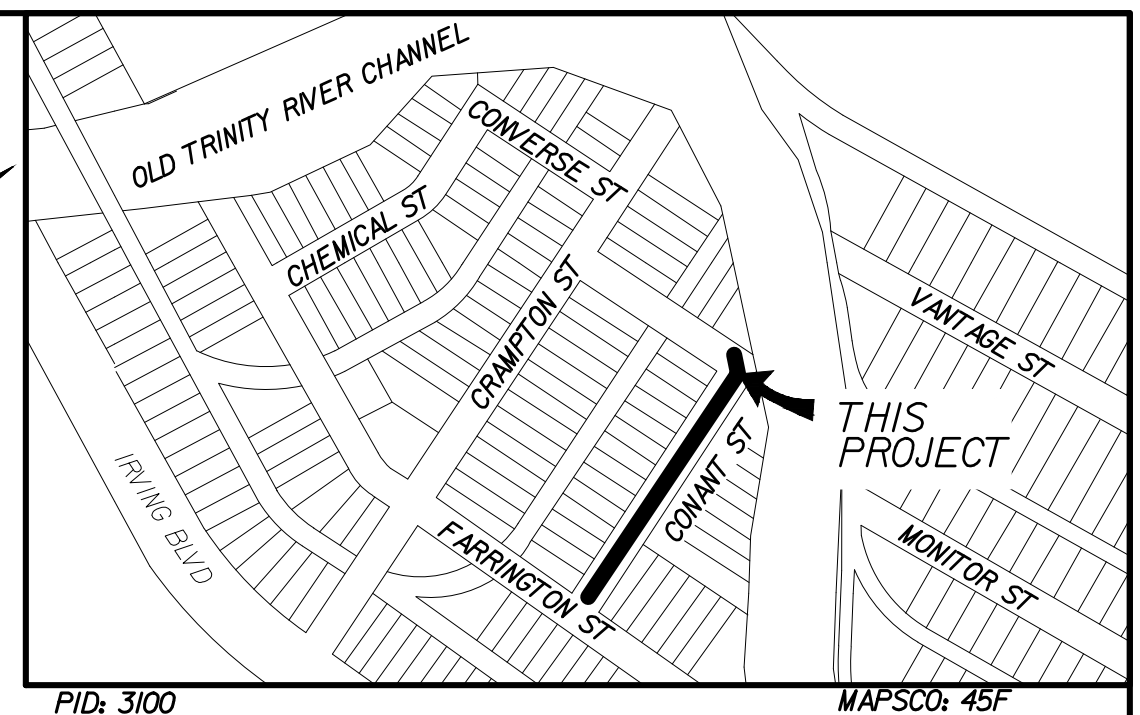 OLD TRINITY RIVER CHANNEL
CONVERSE ST
CHEMICAL ST
CRAMPTON ST
VANTAGE ST
THIS
PROJECT
CONANT ST
IRVING BLVD
FARRINGTON ST
MONITOR ST
PID: 3100
MAPSCO: 45F